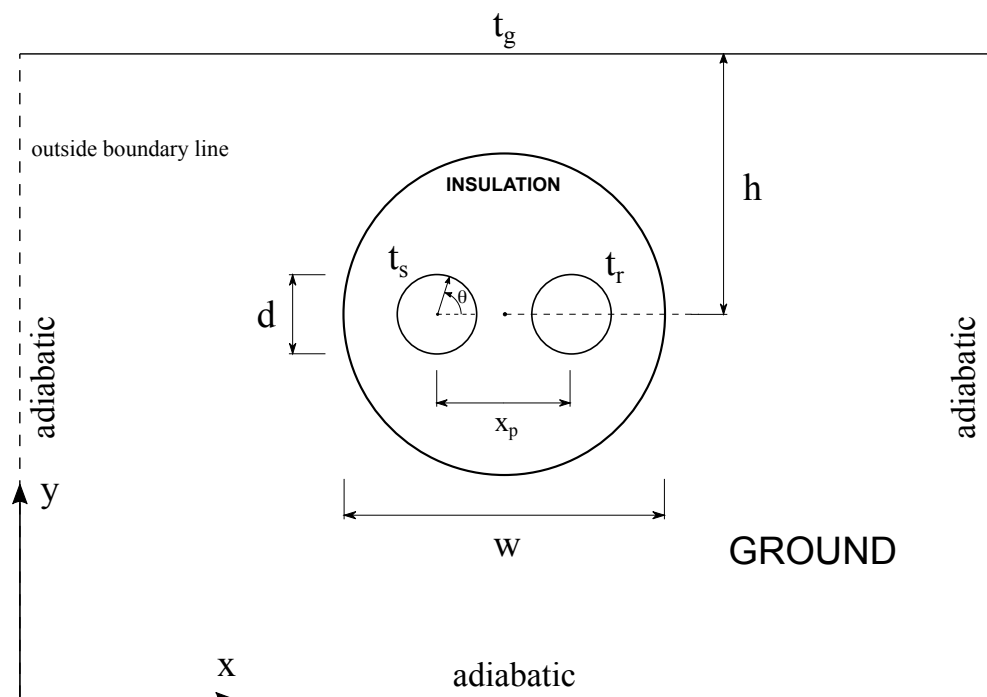 t_g
outside boundary line
INSULATION
h
t_s
t_r
θ
d
adiabatic
adiabatic
x_p
y
w
GROUND
x
adiabatic